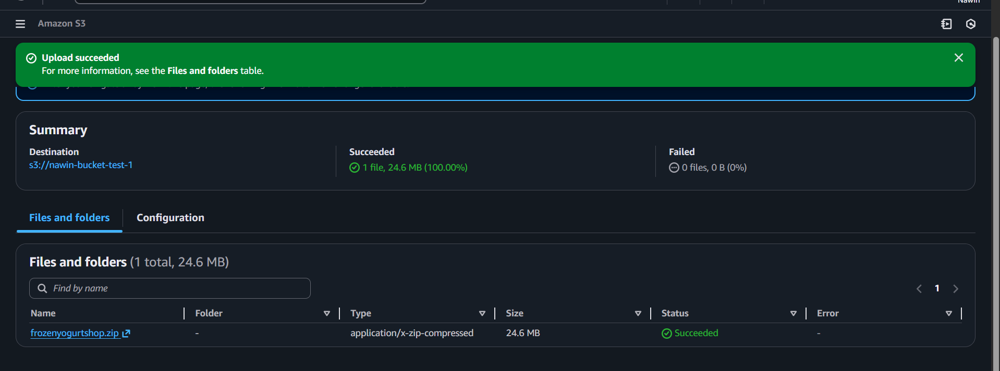 Nawin
Amazon S3
Upload succeeded
For more information, see the Files and folders table.
Summary
Destination
s3://nawin-bucket-test-1
Succeeded
1 file, 24.6 MB (100.00%)
Failed
0 files, 0 B (0%)
Files and folders
Configuration
Files and folders (1 total, 24.6 MB)
Find by name
1
Name Folder Type Size Status Error
frozenyogurtshop.zip - application/x-zip-compressed 24.6 MB Succeeded -